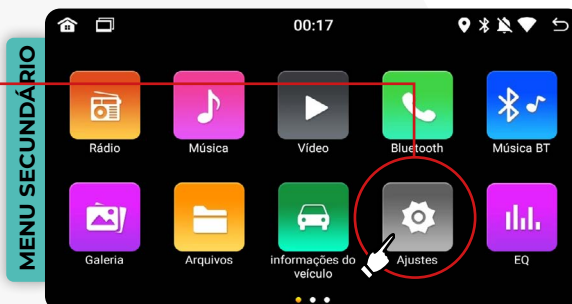 MENU SECUNDÁRIO
00:17
Rádio
Música
Vídeo
Bluetooth
Música BT
Galeria
Arquivos
informações do
veículo
Ajustes
EQ